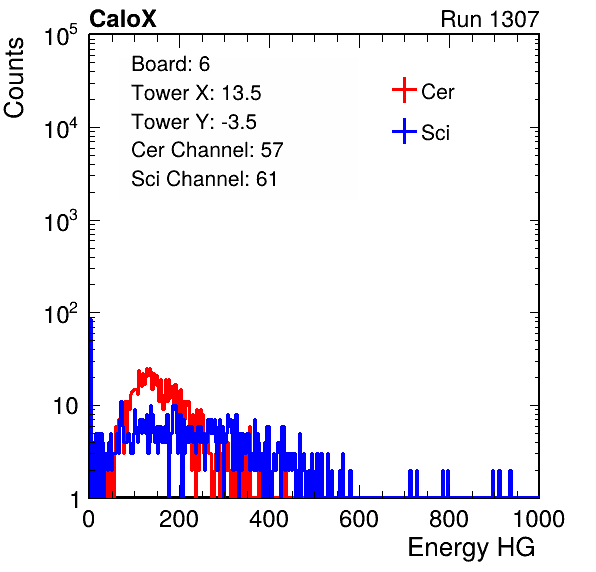 CaloX Run 1307
Board: 6
Tower X: 13.5
Tower Y: -3.5
Cer Channel: 57
Sci Channel: 61
Cer
Sci
Counts
10^5
10^4
10^3
10^2
10
1
0 200 400 600 800 1000
Energy HG